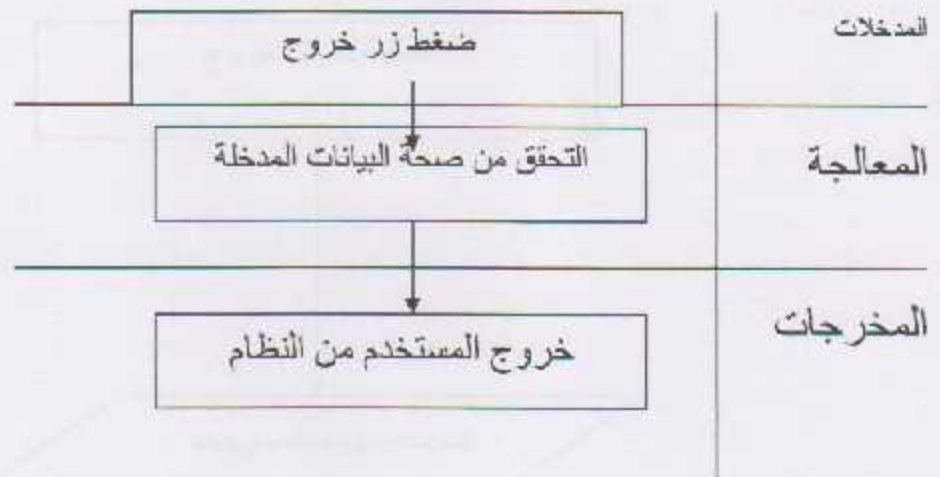 المدخلات
ضغط زر خروج
المعالجة
التحقق من صحة البيانات المدخلة
المخرجات
خروج المستخدم من النظام